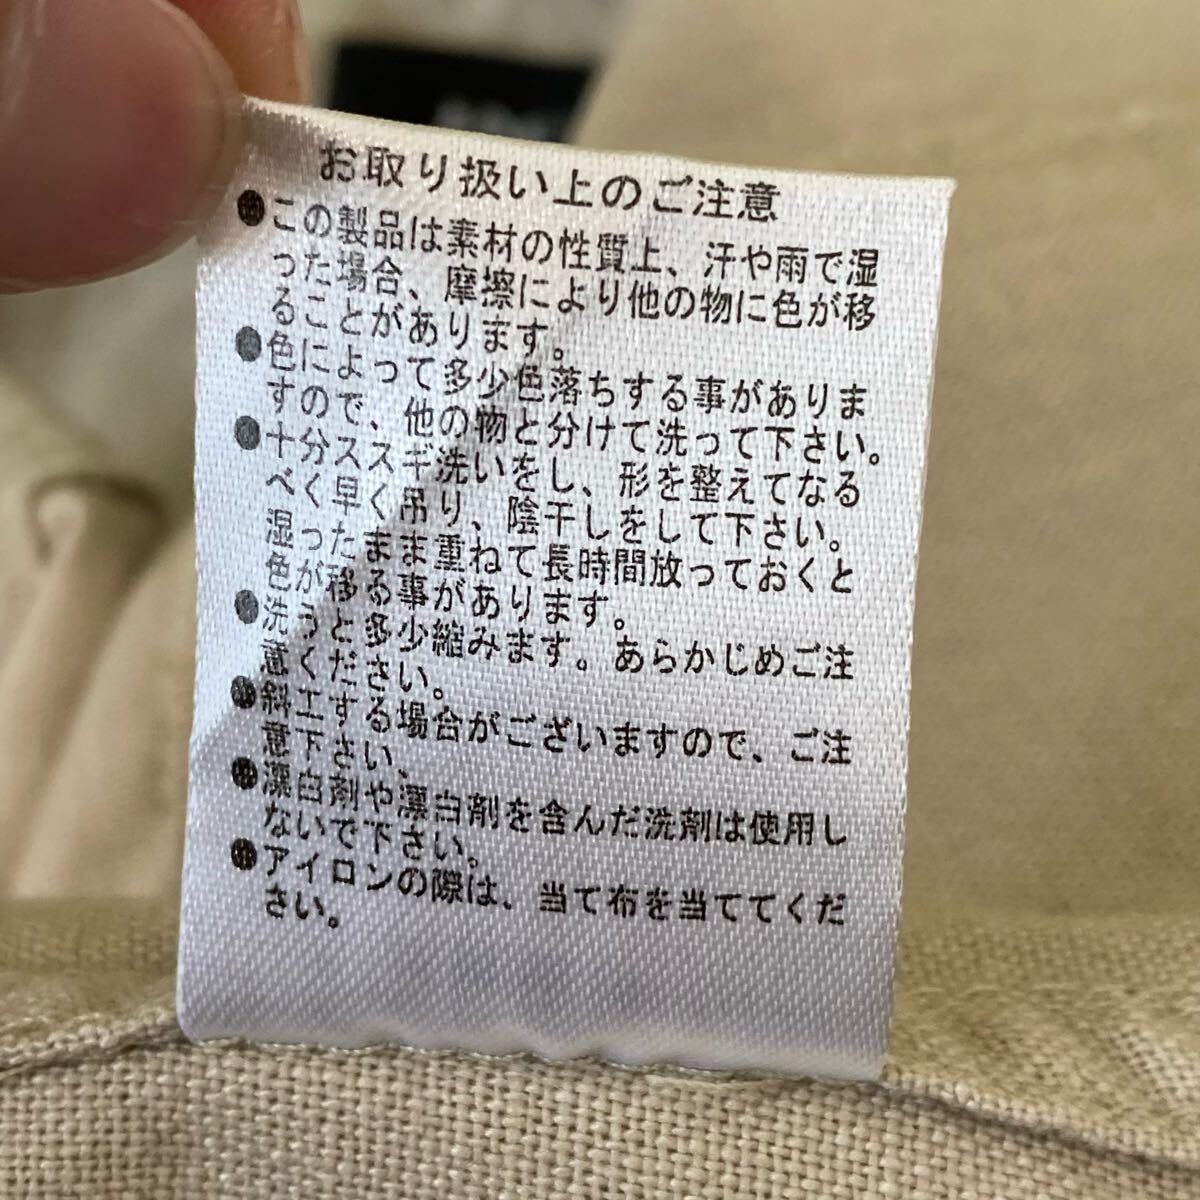 お取り扱い上のご注意
●この製品は素材の性質上、汗や雨で湿
った場合、摩擦により他の物に色が移
ることがあります。
●色によって多少色落ちする事がありま
すので、他の物と分けて洗って下さい。
●十分ススギ洗いをし、形を整えてなる
べく早く吊り、陰干しをして下さい。
湿ったまま重ねて長時間放っておくと
色が移る事があります。
●洗うと多少縮みます。あらかじめご注
意ください。
●斜エする場合がございますので、ご注
意下さい、
●漂白剤や漂白剤を含んだ洗剤は使用し
ないで下さい。
●アイロンの際は、当て布を当ててくだ
さい。